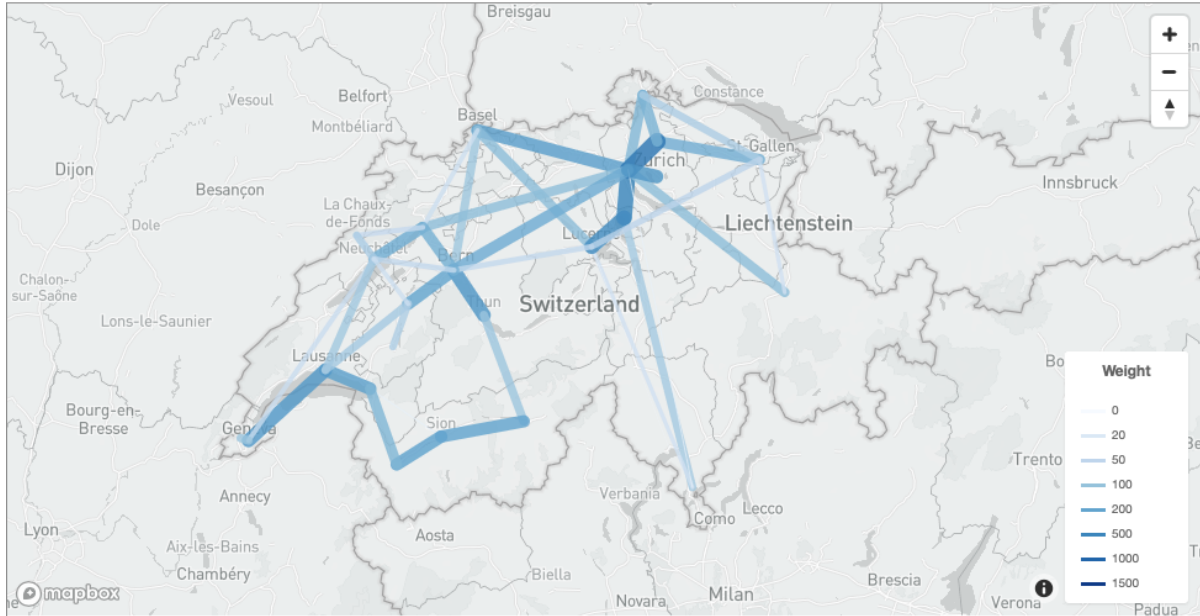 Breisgau
Constance
Belfort
Vesoul
Basel
Montbéliard
Zürich
St. Gallen
Dijon
Besançon
Innsbruck
La Chaux-
de-Fonds
Dole
Liechtenstein
Lucerne
Neuchâtel
Bern
Chalon-
sur-Saône
Switzerland
Thun
Lons-le-Saunier
Lausanne
Bourg-en-
Bresse
Geneva
Sion
Annecy
Verbania
Lecco
Como
Trento
Lyon
Aosta
Aix-les-Bains
Chambéry
Biella
Novara
Milan
Brescia
Verona
Padua
Weight
0
20
50
100
200
500
1000
1500
mapbox